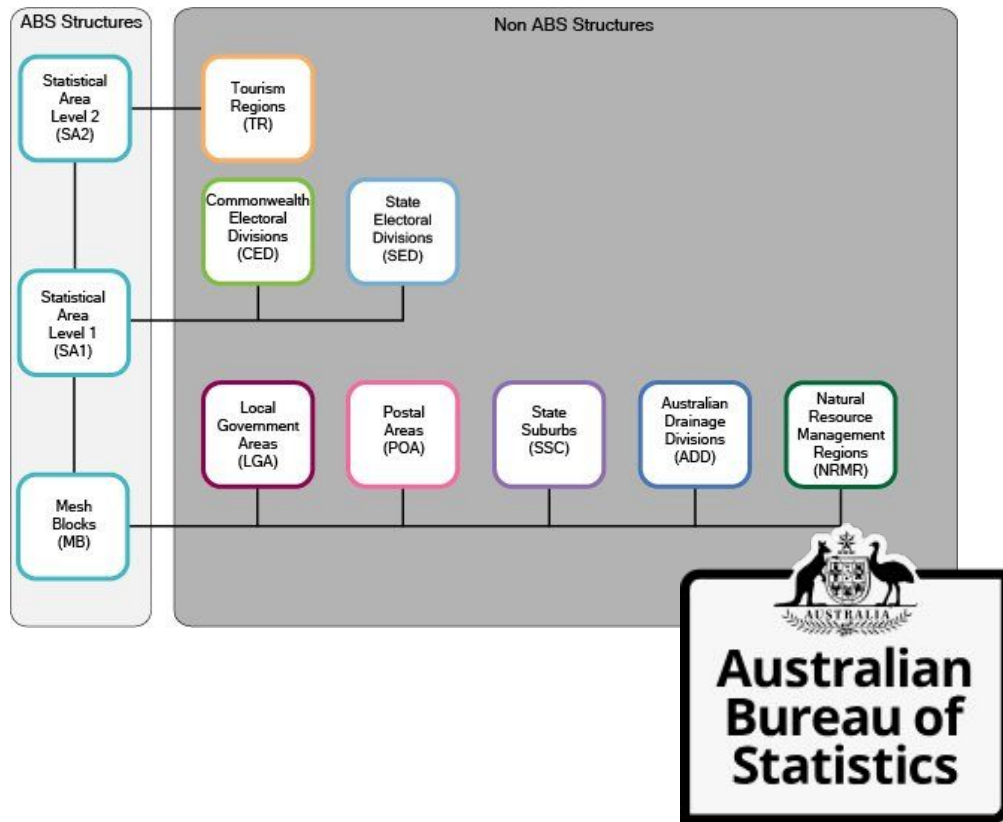 ABS Structures
Non ABS Structures
Statistical
Area
Level 2
(SA2)
Tourism
Regions
(TR)
Commonwealth
Electoral
Divisions
(CED)
State
Electoral
Divisions
(SED)
Statistical
Area
Level 1
(SA1)
Local
Government
Areas
(LGA)
Postal
Areas
(POA)
State
Suburbs
(SSC)
Australian
Drainage
Divisions
(ADD)
Natural
Resource
Management
Regions
(NRMR)
Mesh
Blocks
(MB)
AUSTRALIA
Australian
Bureau of
Statistics